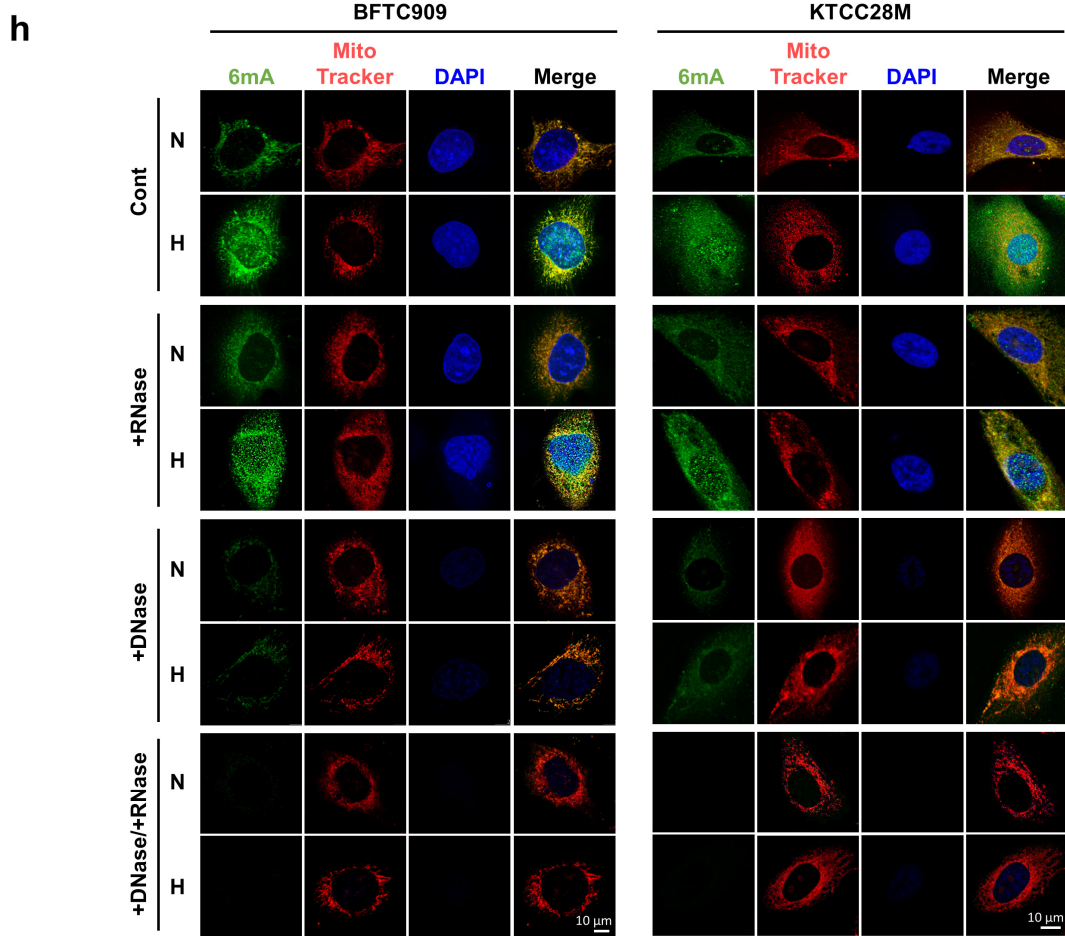 h
BFTC909
KTCC28M
6mA
Mito
Tracker
DAPI
Merge
6mA
Mito
Tracker
DAPI
Merge
Cont
N
H
+RNase
N
H
+DNase
N
H
+DNase/+RNase
N
H
10 µm
10 µm